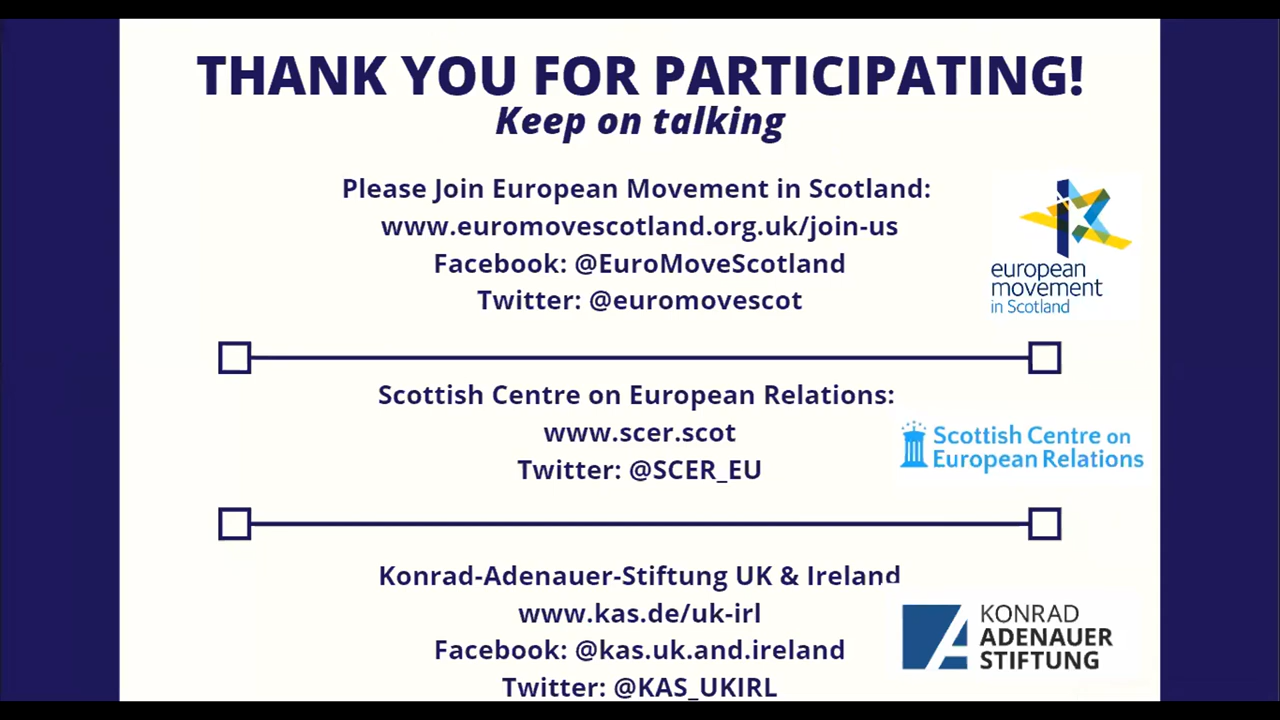 THANK YOU FOR PARTICIPATING!
Keep on talking
Please Join European Movement in Scotland:
www.euromovescotland.org.uk/join-us
Facebook: @EuroMoveScotland
Twitter: @euromovescot
european
movement
in Scotland
Scottish Centre on European Relations:
www.scer.scot
Twitter: @SCER_EU
Scottish Centre on
European Relations
Konrad-Adenauer-Stiftung UK & Ireland
www.kas.de/uk-irl
Facebook: @kas.uk.and.ireland
Twitter: @KAS_UKIRL
KONRAD
ADENAUER
STIFTUNG